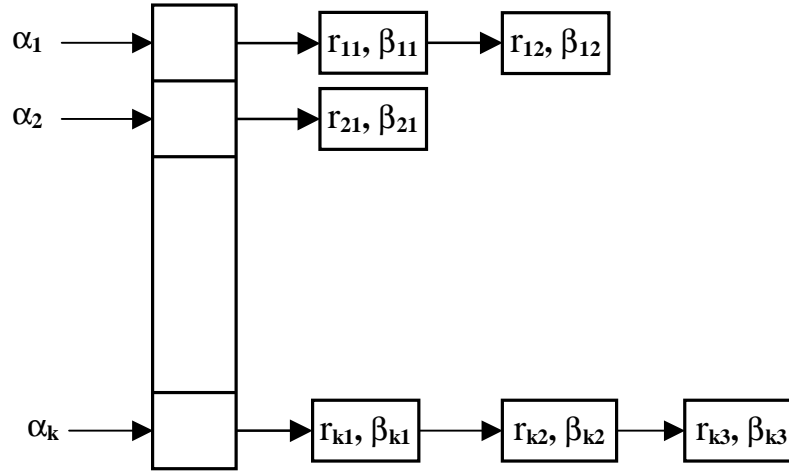 α₁ r₁₁, β₁₁ r₁₂, β₁₂
α₂ r₂₁, β₂₁
αₖ rₖ₁, βₖ₁ rₖ₂, βₖ₂ rₖ₃, βₖ₃